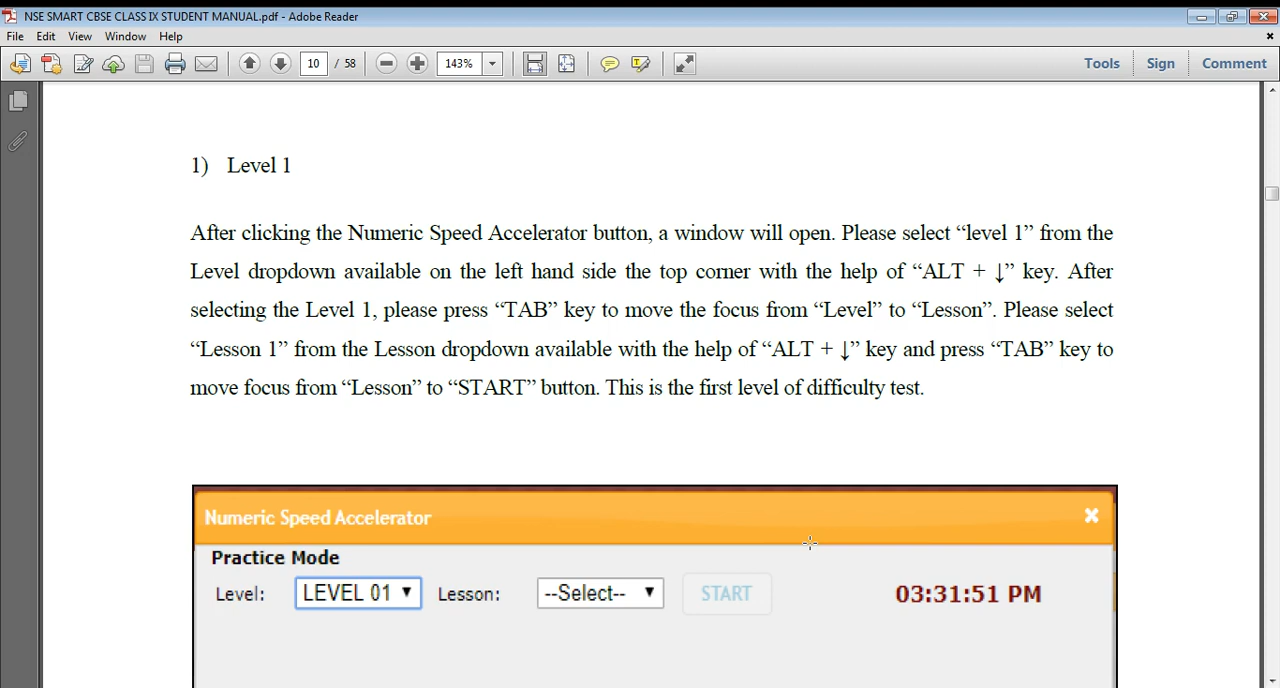 NSE SMART CBSE CLASS IX STUDENT MANUAL.pdf - Adobe Reader
File Edit View Window Help
10 / 58 143% Tools Sign Comment
1) Level 1
After clicking the Numeric Speed Accelerator button, a window will open. Please select “level 1” from the
Level dropdown available on the left hand side the top corner with the help of “ALT + ↓” key. After
selecting the Level 1, please press “TAB” key to move the focus from “Level” to “Lesson”. Please select
“Lesson 1” from the Lesson dropdown available with the help of “ALT + ↓” key and press “TAB” key to
move focus from “Lesson” to “START” button. This is the first level of difficulty test.
Numeric Speed Accelerator
Practice Mode
Level: LEVEL 01 Lesson: --Select-- START 03:31:51 PM